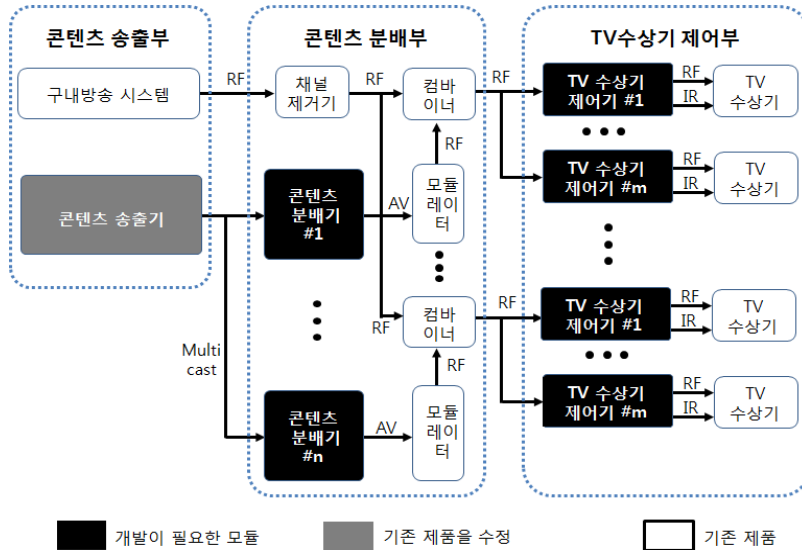 콘텐츠 송출부
콘텐츠 분배부
TV수상기 제어부
구내방송 시스템
RF
채널
제거기
RF
컴바
이너
RF
TV 수상기
제어기 #1
RF
IR
TV
수상기
RF
TV 수상기
제어기 #m
RF
IR
TV
수상기
콘텐츠 송출기
콘텐츠
분배기
#1
AV
모듈
레이
터
컴바
이너
RF
RF
TV 수상기
제어기 #1
RF
IR
TV
수상기
Multi
cast
RF
콘텐츠
분배기
#n
AV
모듈
레이
터
TV 수상기
제어기 #m
RF
IR
TV
수상기
개발이 필요한 모듈
기존 제품을 수정
기존 제품